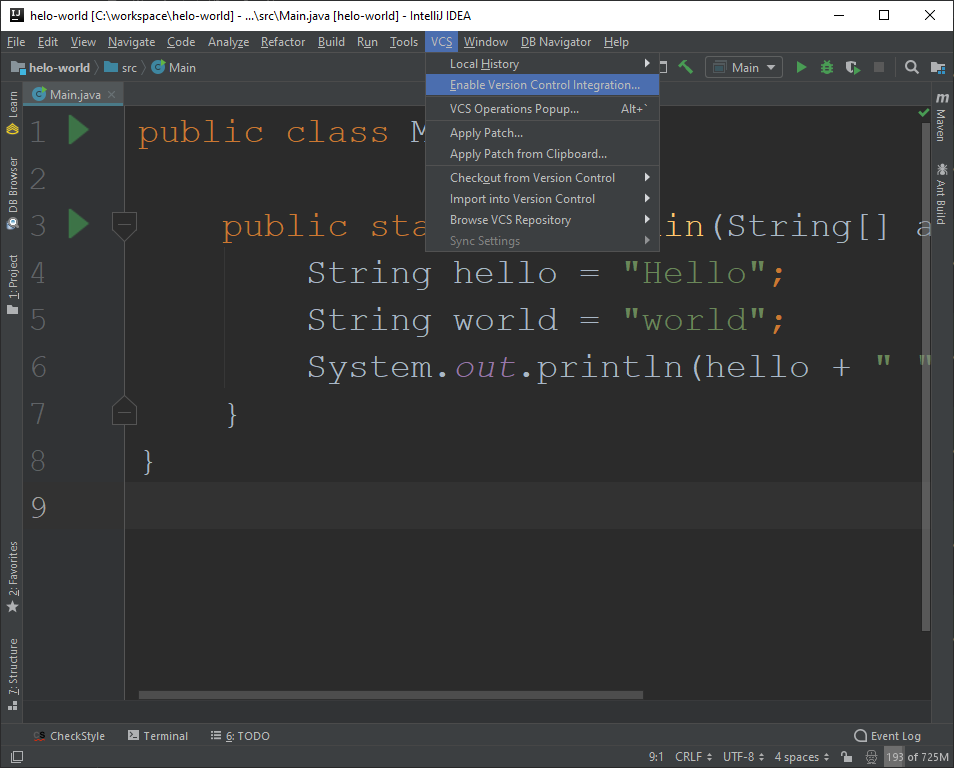 helo-world [C:\workspace\helo-world] - ...\src\Main.java [helo-world] - IntelliJ IDEA
File Edit View Navigate Code Analyze Refactor Build Run Tools VCS Window DB Navigator Help
helo-world src Main Main
Main.java
Local History
Enable Version Control Integration...
VCS Operations Popup... Alt+`
Apply Patch...
Apply Patch from Clipboard...
Checkout from Version Control
Import into Version Control
Browse VCS Repository
Sync Settings
1 public class M
2
3 public sta in(String[] a
4 String hello = "Hello";
5 String world = "world";
6 System.out.println(hello + " "
7 }
8 }
9
Learn
DB Browser
1: Project
2: Favorites
7: Structure
m Maven
Ant Build
CheckStyle Terminal 6: TODO Event Log
9:1 CRLF UTF-8 4 spaces 193 of 725M